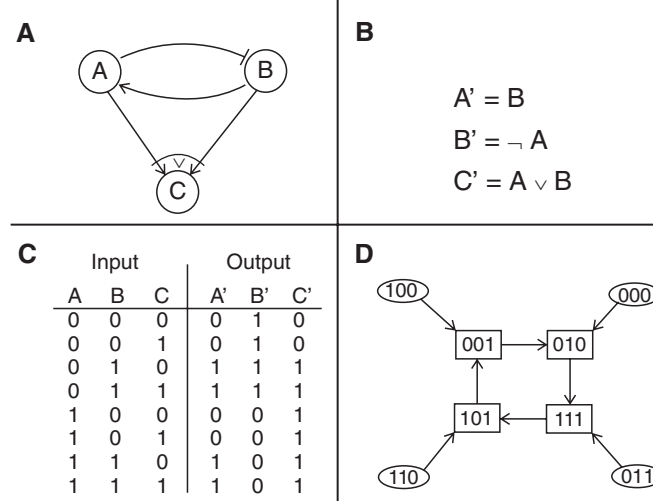 A
A
B
C
∨
B
A' = B
B' = ¬ A
C' = A ∨ B
C
Input Output
A B C A' B' C'
0 0 0 0 1 0
0 0 1 0 1 0
0 1 0 1 1 1
0 1 1 1 1 1
1 0 0 0 0 1
1 0 1 0 0 1
1 1 0 1 0 1
1 1 1 1 0 1
D
100
000
001
010
101
111
110
011